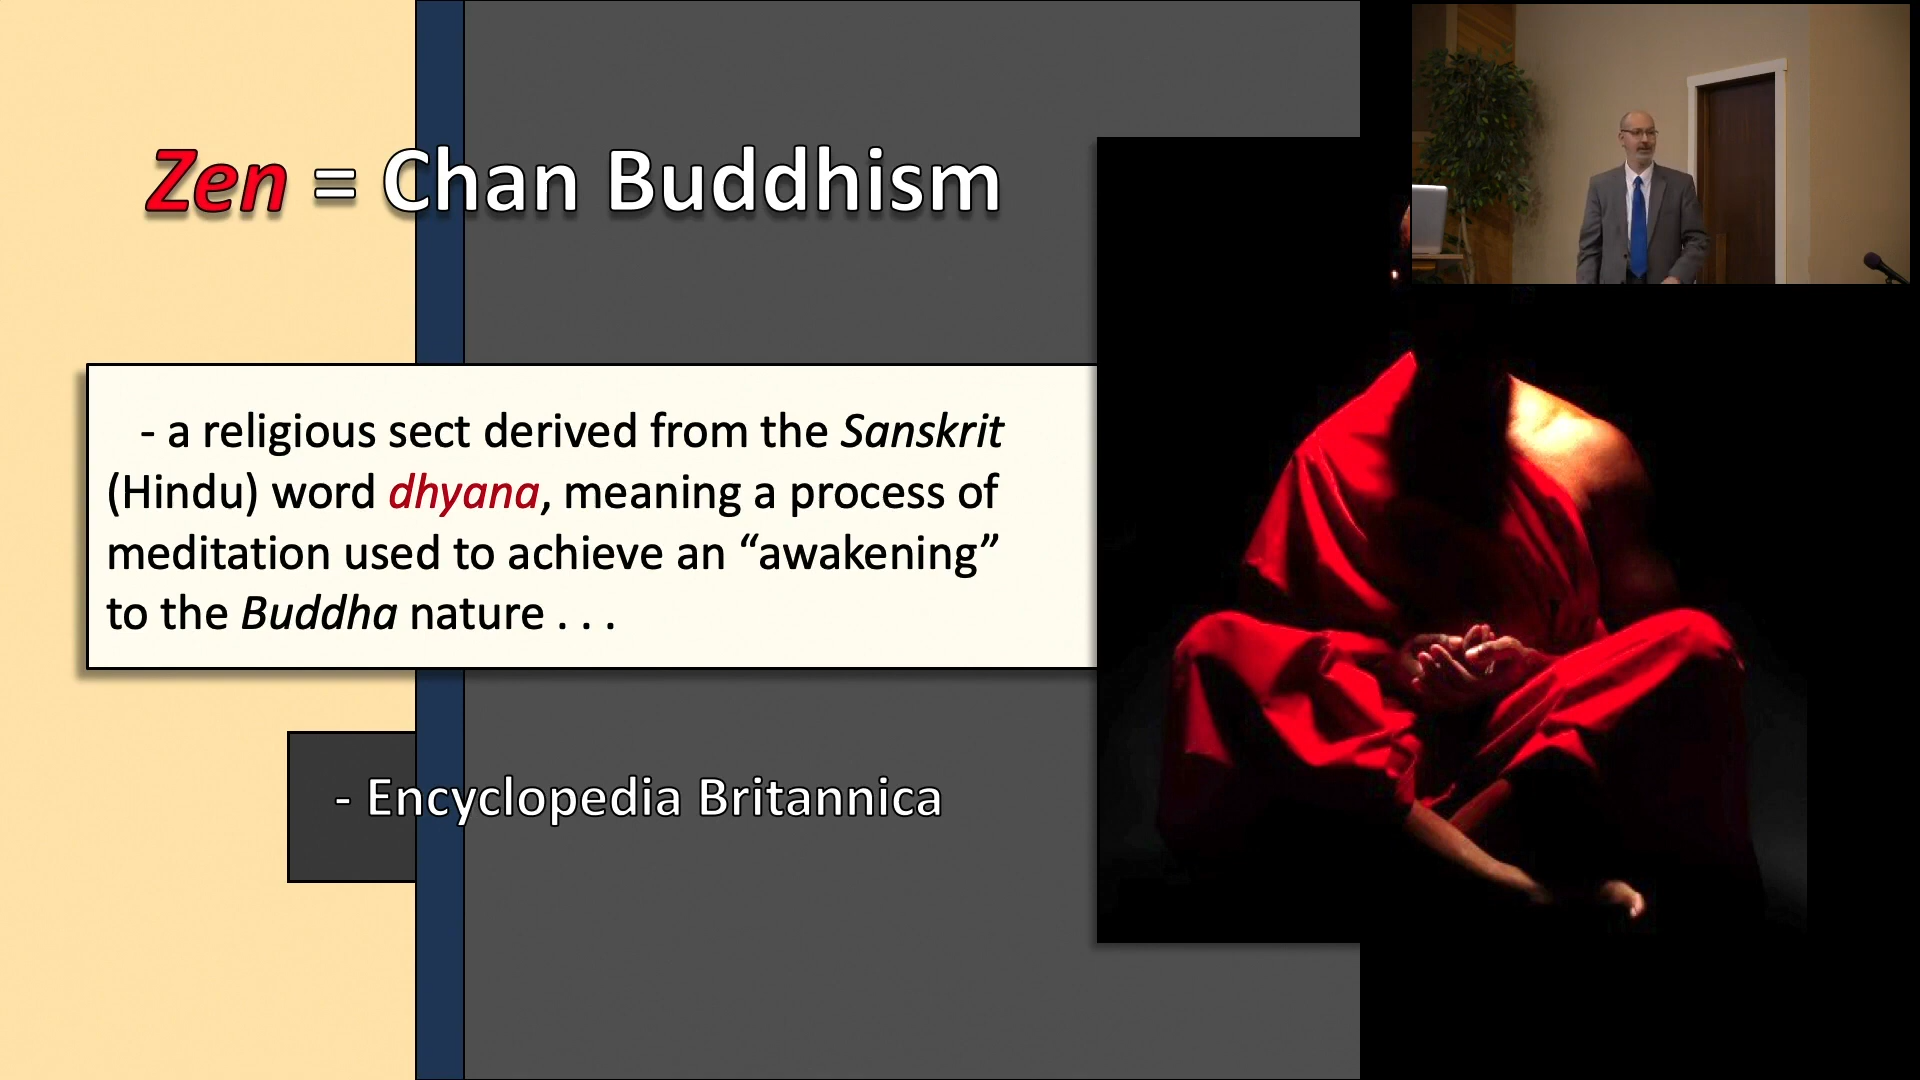 Zen = Chan Buddhism
- a religious sect derived from the Sanskrit
(Hindu) word dhyana, meaning a process of
meditation used to achieve an “awakening”
to the Buddha nature . . .
- Encyclopedia Britannica